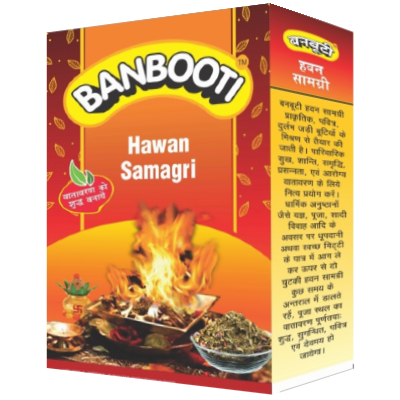 BANBOOTI™
Hawan
Samagri
वातावरण को
शुद्ध बनायें
बनबूटी
हवन
सामग्री
बनबूटी हवन सामग्री
प्राकृतिक, पवित्र,
दुर्लभ जड़ी बूटियों के
मिश्रण से तैयार की
जाती है। पारिवारिक
सुख, शान्ति, समृद्धि,
प्रसन्नता, एवं आरोग्य
वातावरण के लिये
नित्य प्रयोग करें।
धार्मिक अनुष्ठानों
जैसे यज्ञ, पूजा, सादी
विवाह आदि के
अवसर पर धूपदानी
अथवा स्वच्छ मिट्टी
के पात्र में आग ले
कर ऊपर से दो
चुटकी हवन सामग्री
कुछ समय के
अन्तराल में डालते
रहें, पूजा स्थल का
वातावरण पूर्णतयाः
शुद्ध, सुगन्धित, पवित्र
एवं देवमय हो
जायेगा।